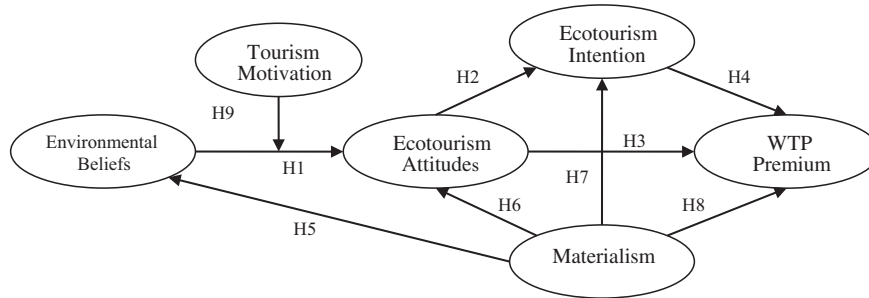 Ecotourism
Intention
Tourism
Motivation
H2
H4
H9
Environmental
Beliefs
H1
Ecotourism
Attitudes
H3
H7
WTP
Premium
H5
H6
H8
Materialism